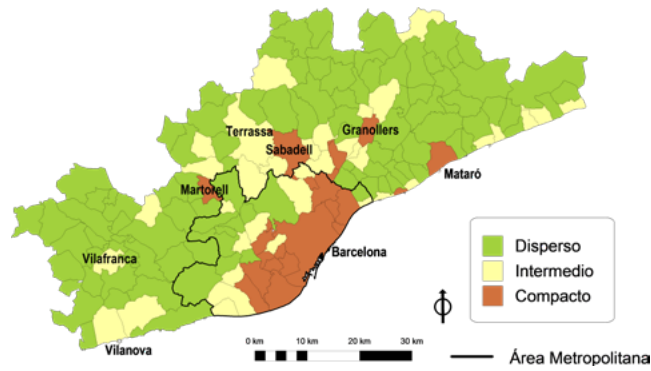 Terrassa
Granollers
Sabadell
Martorell
Mataró
Vilafranca
Barcelona
Vilanova
Disperso
Intermedio
Compacto
0 km 10 km 20 km 30 km
Área Metropolitana